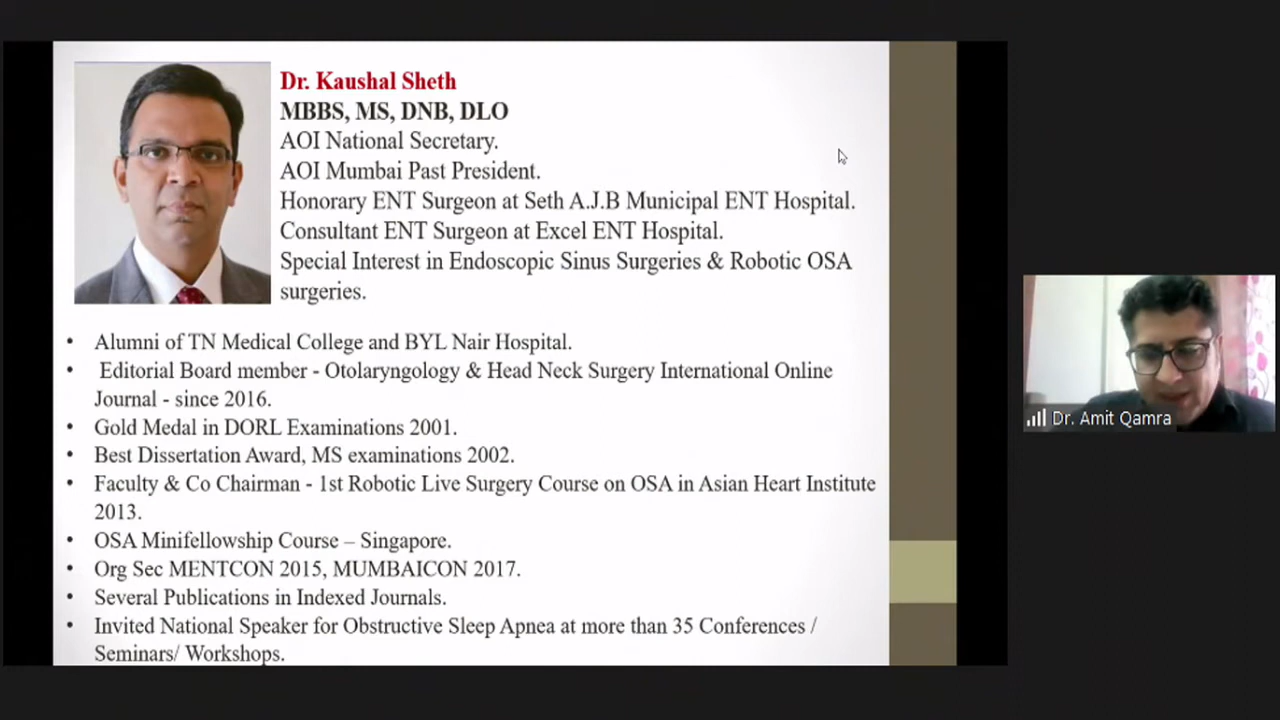 Dr. Kaushal Sheth
MBBS, MS, DNB, DLO
AOI National Secretary.
AOI Mumbai Past President.
Honorary ENT Surgeon at Seth A.J.B Municipal ENT Hospital.
Consultant ENT Surgeon at Excel ENT Hospital.
Special Interest in Endoscopic Sinus Surgeries & Robotic OSA
surgeries.
• Alumni of TN Medical College and BYL Nair Hospital.
• Editorial Board member - Otolaryngology & Head Neck Surgery International Online
Journal - since 2016.
• Gold Medal in DORL Examinations 2001.
• Best Dissertation Award, MS examinations 2002.
• Faculty & Co Chairman - 1st Robotic Live Surgery Course on OSA in Asian Heart Institute
2013.
• OSA Minifellowship Course – Singapore.
• Org Sec MENTCON 2015, MUMBAICON 2017.
• Several Publications in Indexed Journals.
• Invited National Speaker for Obstructive Sleep Apnea at more than 35 Conferences /
Seminars/ Workshops.
Dr. Amit Qamra